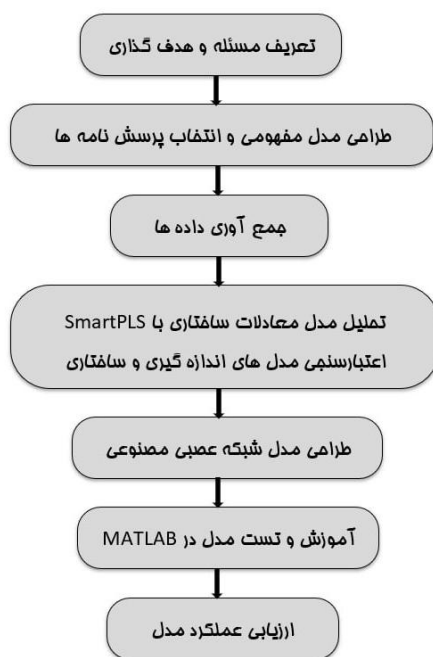 تعریف مسئله و هدف گذاری
طراحی مدل مفهومی و انتخاب پرسش نامه ها
جمع آوری داده ها
تحلیل مدل معادلات ساختاری با SmartPLS
اعتبارسنجی مدل های اندازه گیری و ساختاری
طراحی مدل شبکه عصبی مصنوعی
آموزش و تست مدل در MATLAB
ارزیابی عملکرد مدل